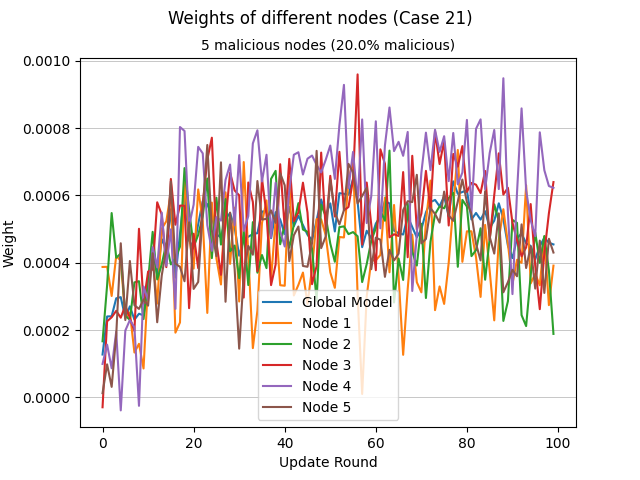 Weights of different nodes (Case 21)
5 malicious nodes (20.0% malicious)
Weight
0.0010
0.0008
0.0006
0.0004
0.0002
0.0000
Global Model
Node 1
Node 2
Node 3
Node 4
Node 5
0 20 40 60 80 100
Update Round